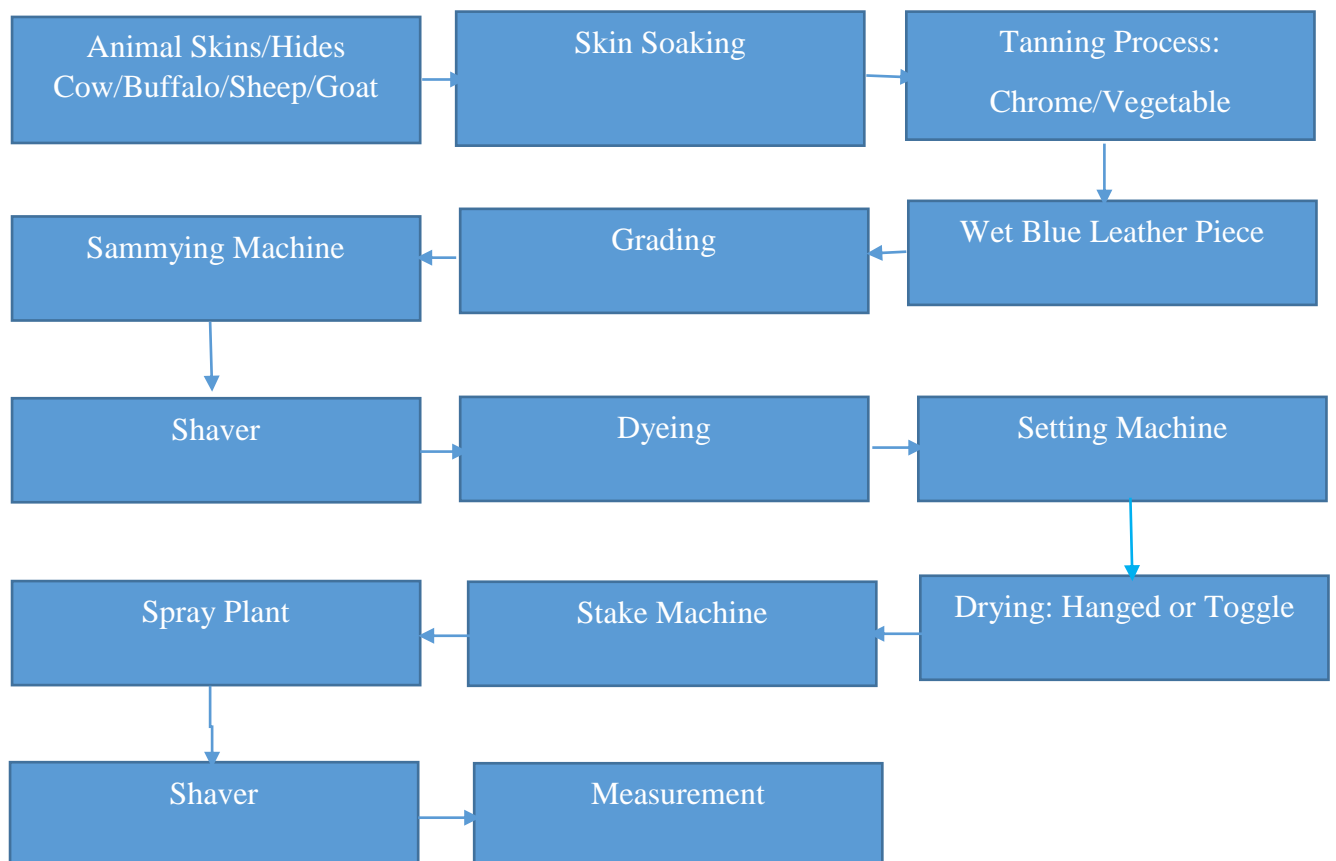 Animal Skins/Hides
Cow/Buffalo/Sheep/Goat
Skin Soaking
Tanning Process:
Chrome/Vegetable
Wet Blue Leather Piece
Grading
Sammying Machine
Shaver
Dyeing
Setting Machine
Drying: Hanged or Toggle
Stake Machine
Spray Plant
Shaver
Measurement